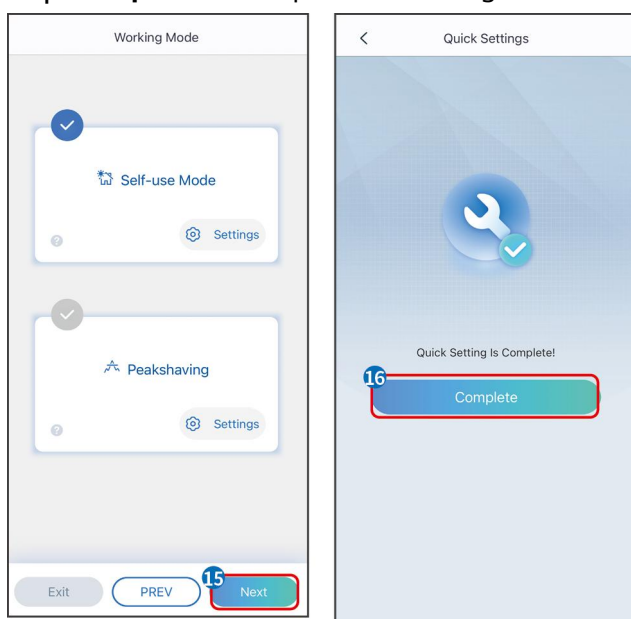 Working Mode
Self-use Mode
?
Settings
Peakshaving
?
Settings
Exit
PREV
15
Next
Quick Settings
Quick Setting Is Complete!
16
Complete